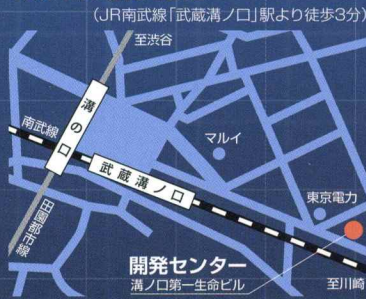 (JR南武線「武蔵溝ノ口」駅より徒歩3分)
至渋谷
溝の口
南武線
武蔵溝ノ口
マルイ
東京電力
田園都市線
開発センター
溝ノ口第一生命ビル
至川崎